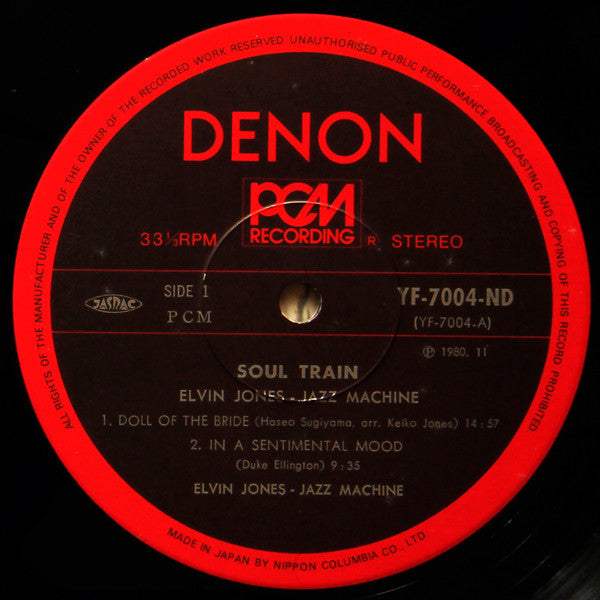 ALL RIGHTS OF THE MANUFACTURER AND OF THE OWNER OF THE RECORDED WORK RESERVED UNAUTHORISED PUBLIC PERFORMANCE BROADCASTING AND COPYING OF THIS RECORD PROHIBITED
DENON
PCM
RECORDING
33⅓RPM R STEREO
JASRAC SIDE 1 YF-7004-ND
PCM (YF-7004-A)
℗ 1980. 11
SOUL TRAIN
ELVIN JONES - JAZZ MACHINE
1. DOLL OF THE BRIDE (Haseo Sugiyama, arr. Keiko Jones) 14:57
2. IN A SENTIMENTAL MOOD
(Duke Ellington) 9:35
ELVIN JONES - JAZZ MACHINE
MADE IN JAPAN BY NIPPON COLUMBIA CO., LTD.